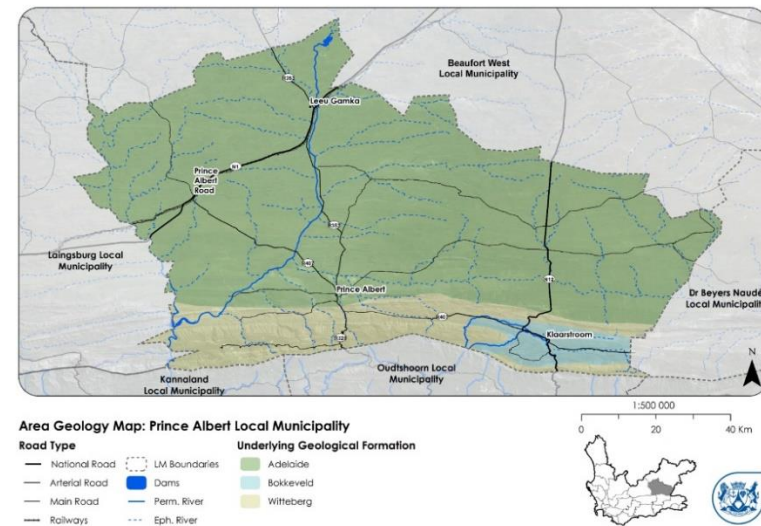 Beaufort West
Local Municipality
Leeu Gamka
N1
Prince
Albert
Road
Laingsburg Local
Municipality
Prince Albert
N12
Dr Beyers Naudé
Local Municipality
Klaarstroom
Kannaland
Local Municipality
Oudtshoorn Local
Municipality
N
Area Geology Map: Prince Albert Local Municipality
1:500 000
0 20 40 Km
Road Type
Underlying Geological Formation
National Road
LM Boundaries
Adelaide
Arterial Road
Dams
Bokkeveld
Main Road
Perm. River
Witteberg
Railways
Eph. River